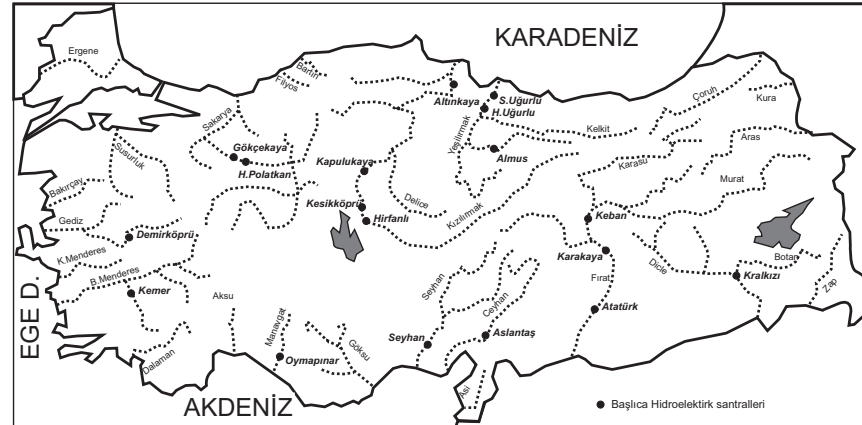 KARADENİZ
Ergene
Bartın
Filyos
Altınkaya
S.Uğurlu
H.Uğurlu
Çoruh
Kura
Sakarya
Yeşilırmak
Kelkit
Aras
Susurluk
Gökçekaya
H.Polatkan
Kapulukaya
Almus
Karasu
Murat
Bakırçay
Delice
Kesikköprü
Hirfanlı
Kızılırmak
Keban
Gediz
Demirköprü
K.Menderes
B.Menderes
Karakaya
Dicle
Botan
Kralkızı
Zap
Fırat
Seyhan
Ceyhan
Kemer
Aksu
Manavgat
Göksu
Atatürk
Seyhan
Aslantaş
Oymapınar
Dalaman
Asi
EGE D.
AKDENİZ
Başlıca Hidroelektirk santralleri